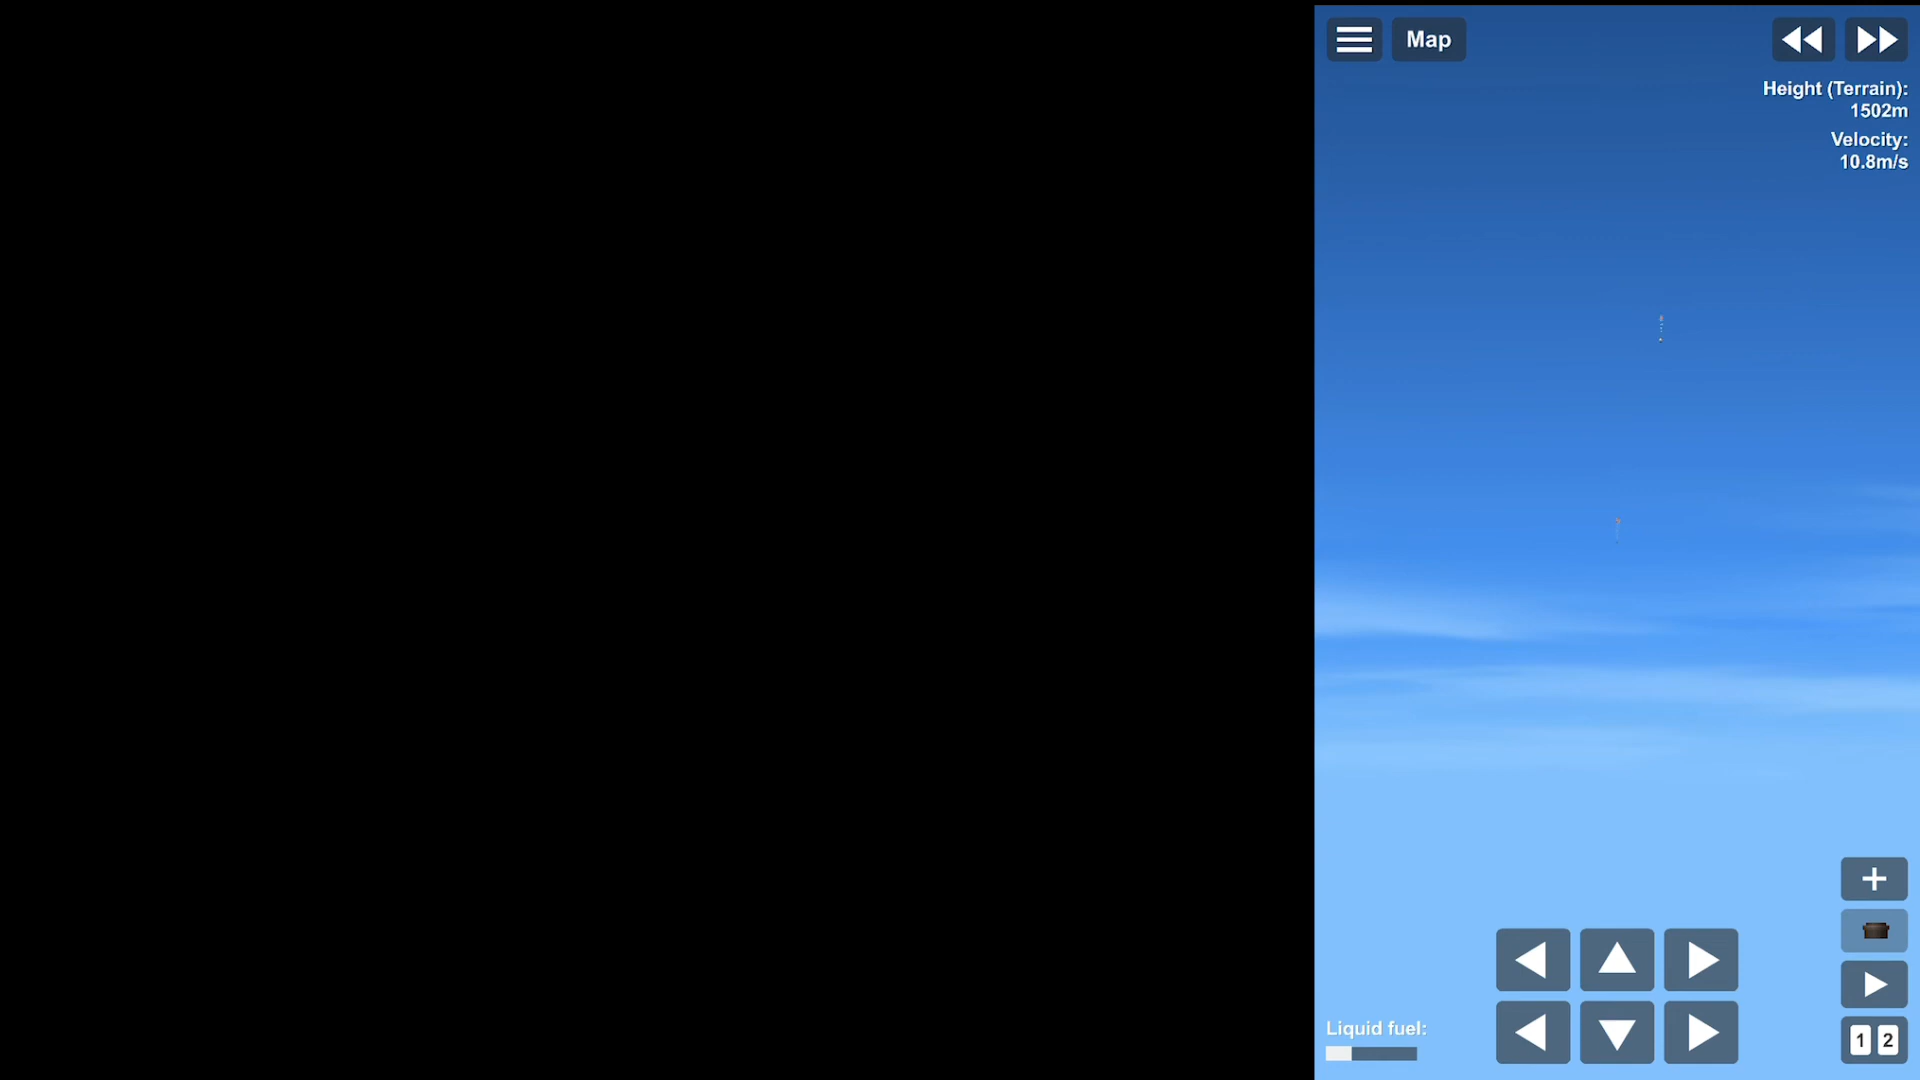 Map
Height (Terrain):
1502m
Velocity:
10.8m/s
Liquid fuel:
1 2